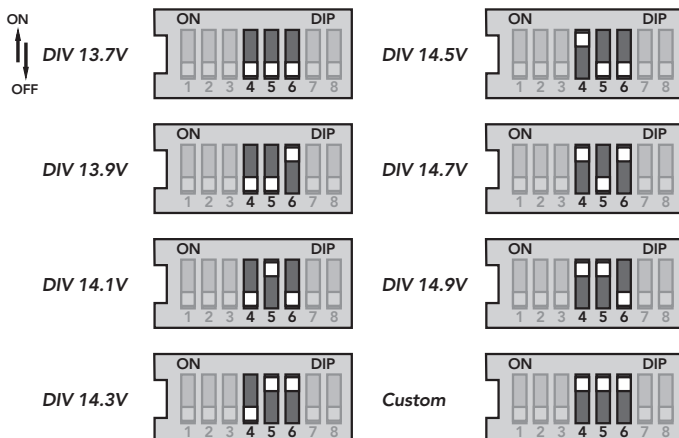 ON
OFF
DIV 13.7V
ON DIP
1 2 3 4 5 6 7 8
DIV 14.5V
ON DIP
1 2 3 4 5 6 7 8
DIV 13.9V
ON DIP
1 2 3 4 5 6 7 8
DIV 14.7V
ON DIP
1 2 3 4 5 6 7 8
DIV 14.1V
ON DIP
1 2 3 4 5 6 7 8
DIV 14.9V
ON DIP
1 2 3 4 5 6 7 8
DIV 14.3V
ON DIP
1 2 3 4 5 6 7 8
Custom
ON DIP
1 2 3 4 5 6 7 8